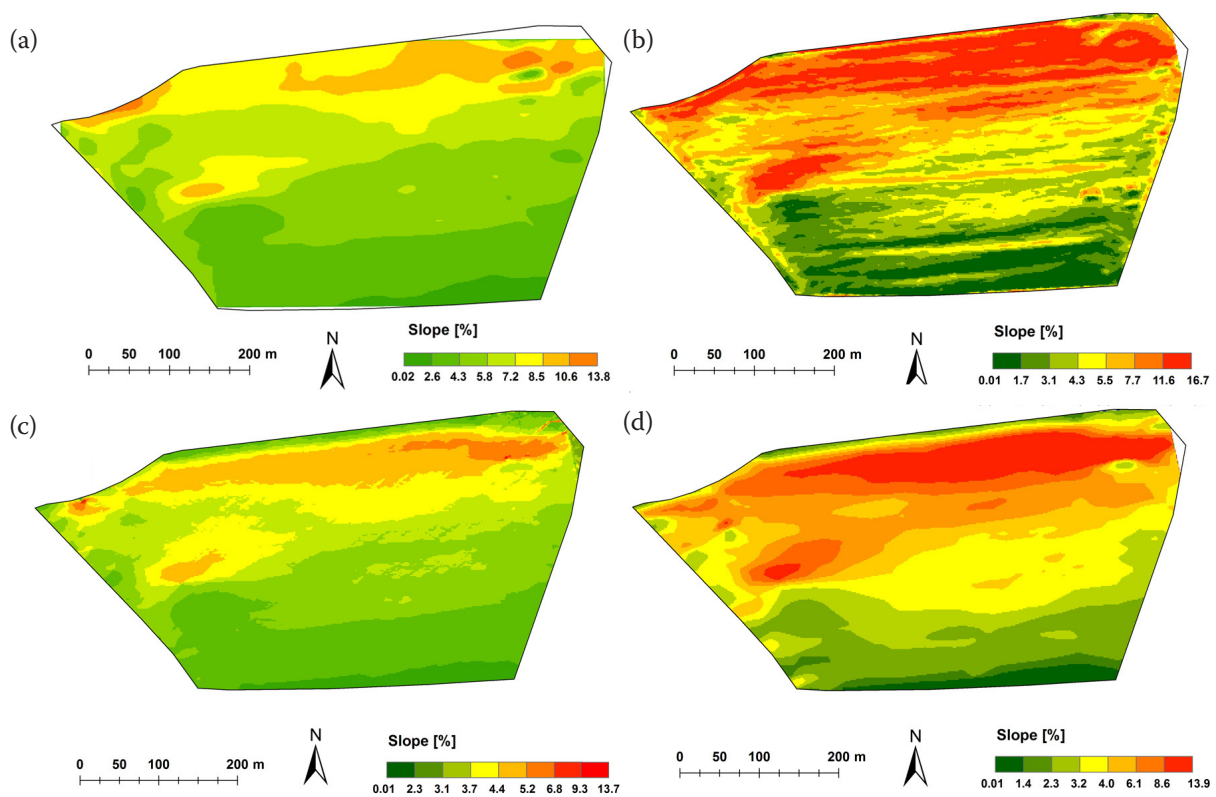 (a)
(b)
N
Slope [%]
0 50 100 200 m
0.02 2.6 4.3 5.8 7.2 8.5 10.6 13.8
N
Slope [%]
0 50 100 200 m
0.01 1.7 3.1 4.3 5.5 7.7 11.6 16.7
(c)
(d)
N
Slope [%]
0 50 100 200 m
0.01 2.3 3.1 3.7 4.4 5.2 6.8 9.3 13.7
N
Slope [%]
0 50 100 200 m
0.01 1.4 2.3 3.2 4.0 6.1 8.6 13.9